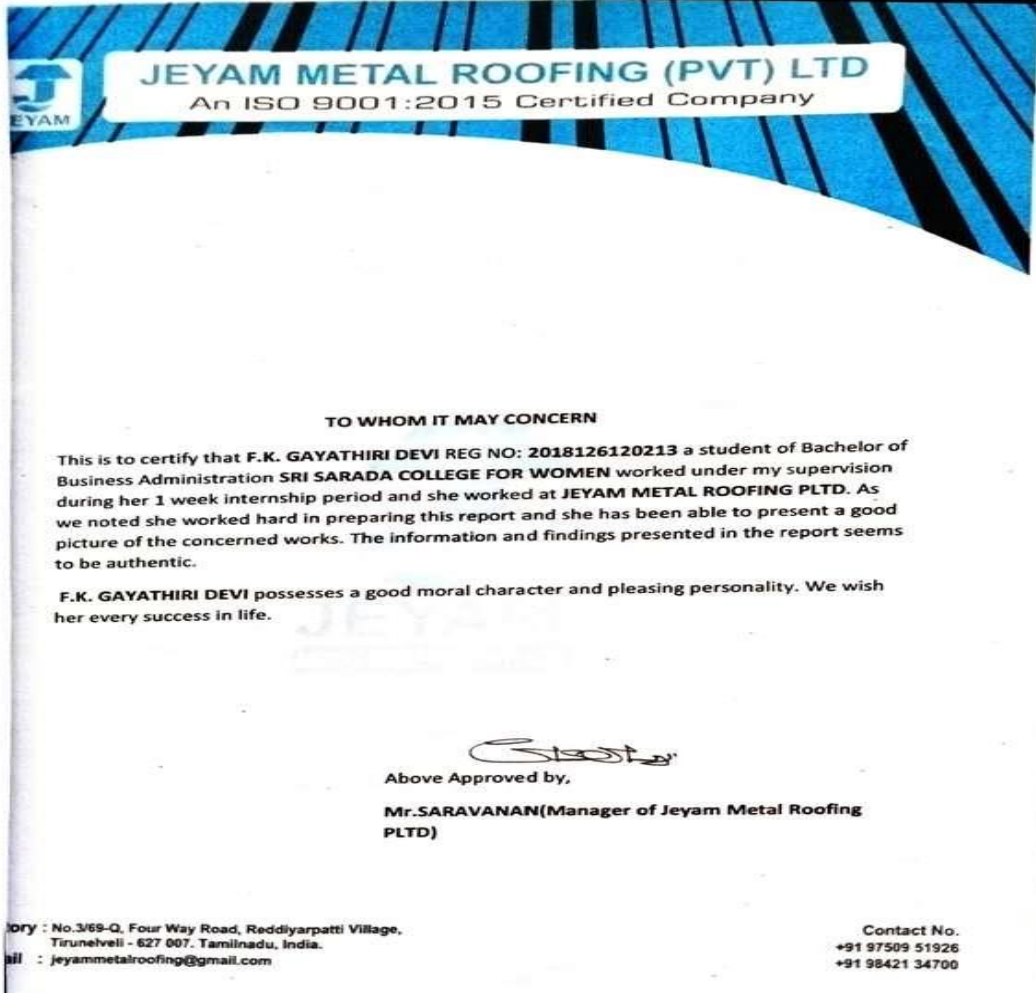 JEYAM METAL ROOFING (PVT) LTD
An ISO 9001:2015 Certified Company
EYAM
TO WHOM IT MAY CONCERN
This is to certify that F.K. GAYATHIRI DEVI REG NO: 2018126120213 a student of Bachelor of
Business Administration SRI SARADA COLLEGE FOR WOMEN worked under my supervision
during her 1 week internship period and she worked at JEYAM METAL ROOFING PLTD. As
we noted she worked hard in preparing this report and she has been able to present a good
picture of the concerned works. The information and findings presented in the report seems
to be authentic.
F.K. GAYATHIRI DEVI possesses a good moral character and pleasing personality. We wish
her every success in life.
JEYAM
Above Approved by,
Mr.SARAVANAN(Manager of Jeyam Metal Roofing
PLTD)
ory : No.3/69-Q, Four Way Road, Reddiyarpatti Village,
Tirunelveli - 627 007. Tamilnadu, India.
ail : jeyammetalroofing@gmail.com
Contact No.
+91 97509 51926
+91 98421 34700